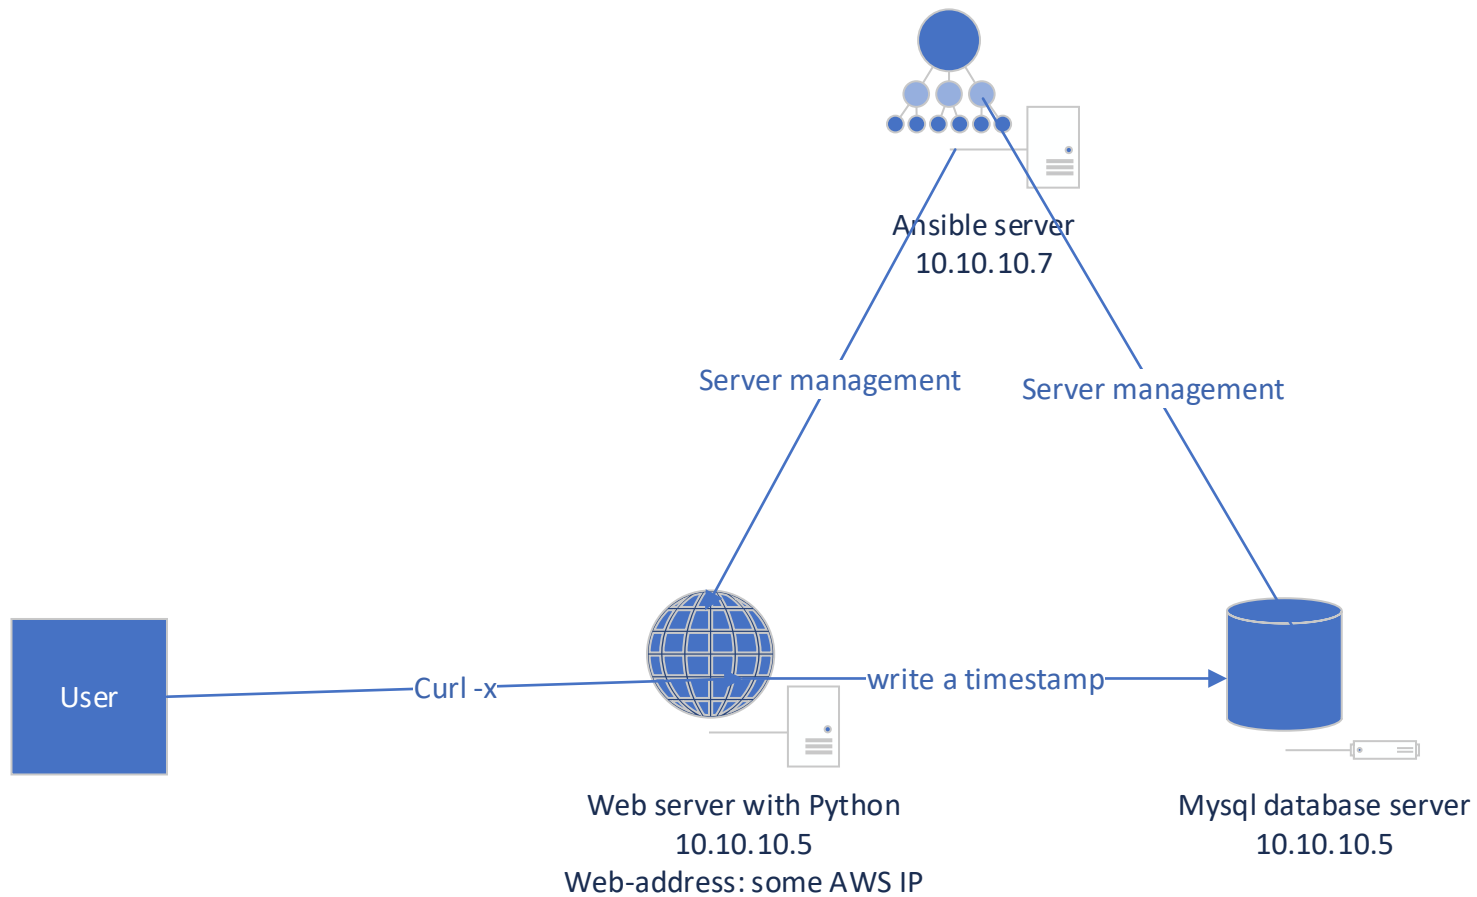 Ansible server
10.10.10.7
Server management
Server management
User
Curl -x
write a timestamp
Web server with Python
10.10.10.5
Web-address: some AWS IP
Mysql database server
10.10.10.5